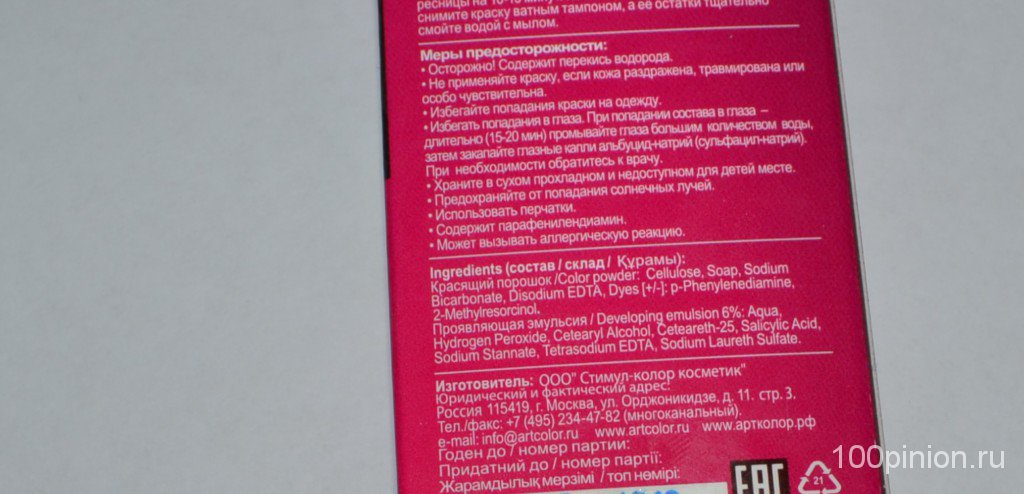 ресницы на 10-15 мину
снимите краску ватным тампоном, а её остатки тщательно
смойте водой с мылом.
Меры предосторожности:
• Осторожно! Содержит перекись водорода.
• Не применяйте краску, если кожа раздражена, травмирована или
особо чувствительна.
• Избегайте попадания краски на одежду.
• Избегать попадания в глаза. При попадании состава в глаза –
длительно (15-20 мин) промывайте глаза большим количеством воды,
затем закапайте глазные капли альбуцид-натрий (сульфацил-натрий).
При необходимости обратитесь к врачу.
• Храните в сухом прохладном и недоступном для детей месте.
• Предохраняйте от попадания солнечных лучей.
• Использовать перчатки.
• Содержит парафенилендиамин.
• Может вызывать аллергическую реакцию.
Ingredients (состав / склад / Құрамы):
Красящий порошок /Color powder: Cellulose, Soap, Sodium
Bicarbonate, Disodium EDTA, Dyes [+/-]: p-Phenylenediamine,
2-Methylresorcinol.
Проявляющая эмульсия / Developing emulsion 6%: Aqua,
Hydrogen Peroxide, Cetearyl Alcohol, Ceteareth-25, Salicylic Acid,
Sodium Stannate, Tetrasodium EDTA, Sodium Laureth Sulfate.
Изготовитель: ООО" Стимул-колор косметик"
Юридический и фактический адрес:
Россия 115419, г. Москва, ул. Орджоникидзе, д. 11. стр. 3.
Тел./факс: +7 (495) 234-47-82 (многоканальный).
e-mail: info@artcolor.ru www.artcolor.ru www.артколор.рф
Годен до / номер партии:
Придатний до / номер партії:
Жарамдылық мерзімі / топ нөмірі:
EAC
21
100pinion.ru